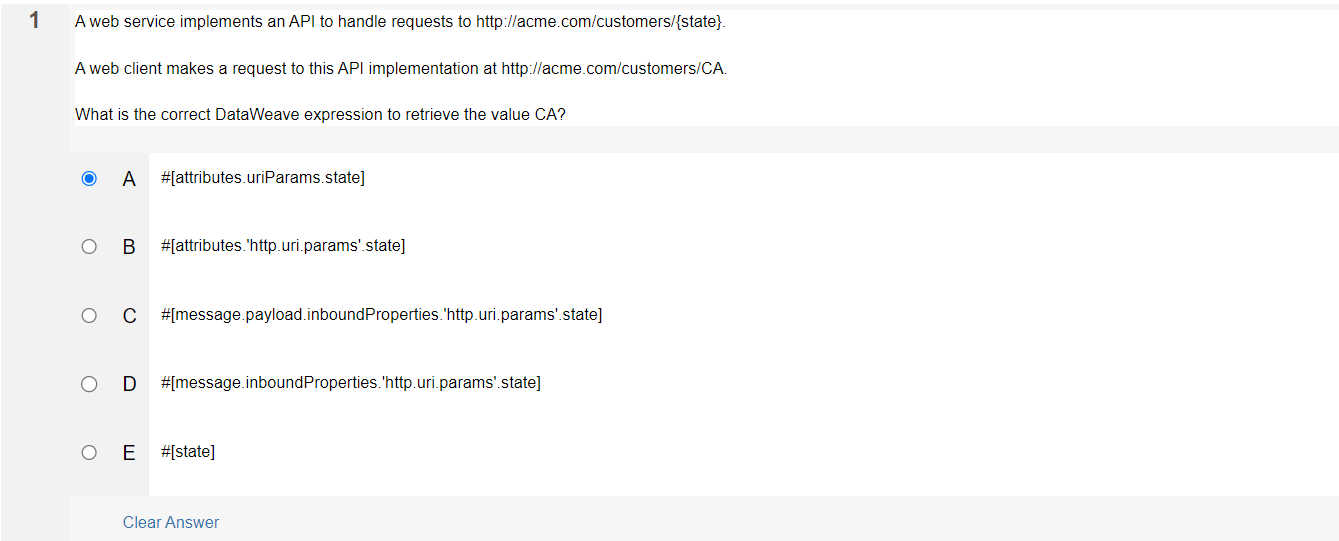 1 A web service implements an API to handle requests to http://acme.com/customers/{state}.
A web client makes a request to this API implementation at http://acme.com/customers/CA.
What is the correct DataWeave expression to retrieve the value CA?
A #[attributes.uriParams.state]
B #[attributes.'http.uri.params'.state]
C #[message.payload.inboundProperties.'http.uri.params'.state]
D #[message.inboundProperties.'http.uri.params'.state]
E #[state]
Clear Answer